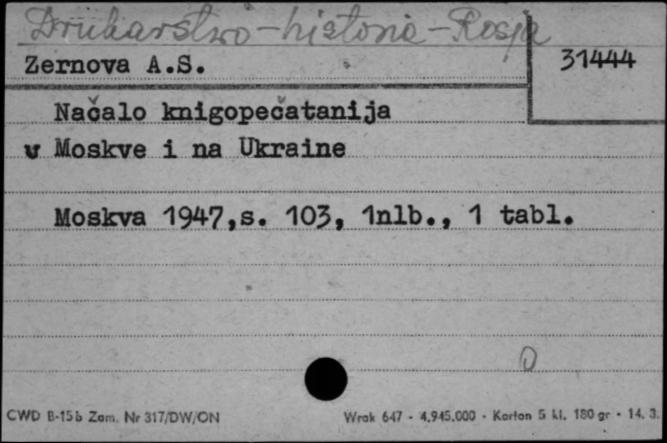 Drukarstwo - historia - Rosja
Zernova A.S.
31444
Načalo knigopečatanija
v Moskve i na Ukraine
Moskva 1947,s. 103, 1nlb., 1 tabl.
CWD B-15b Zam. Nr 317/DW/ON
Wrak 647 - 4.945.000 - Karton 5 kl. 180 gr - 14. 3.